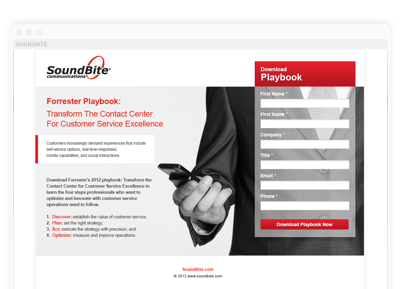 SOUNDBITE
SoundBite
communications
Download
Playbook
Forrester Playbook:
Transform The Contact Center
For Customer Service Excellence
Customers increasingly demand experiences that include
self-service options, real-time responses,
mobile capabilities, and social interactions.
Download Forrester's 2012 playbook: Transform the
Contact Center for Customer Service Excellence to
learn the four steps professionals who want to
optimize and innovate with customer service
operations need to follow.
1. Discover: establish the value of customer service;
2. Plan: set the right strategy;
3. Act: execute the strategy with precision; and
4. Optimize: measure and improve operations.
First Name *
First Name *
Company *
Title *
Email *
Phone *
Download Playbook Now
SoundBite.com
© 2013 www.soundbite.com